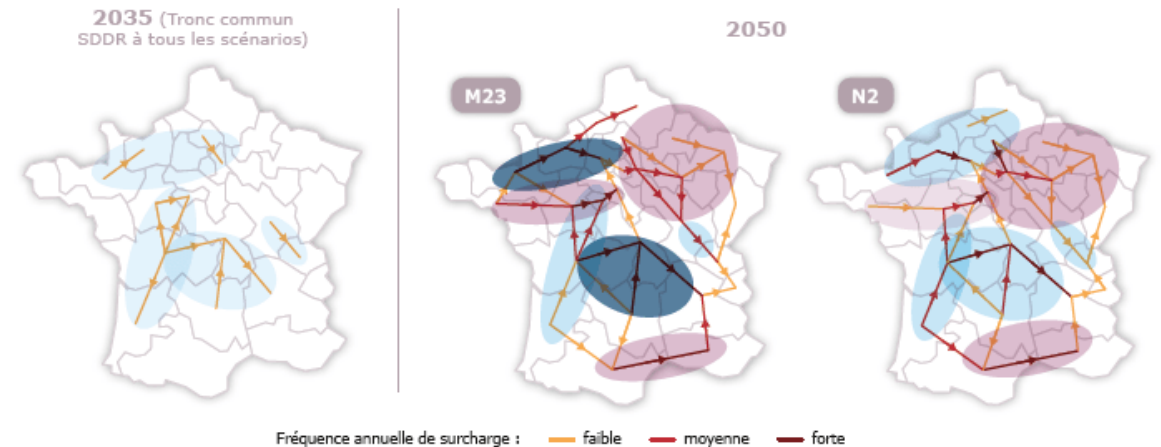 2035 (Tronc commun
SDDR à tous les scénarios)
2050
M23
N2
Fréquence annuelle de surcharge : faible moyenne forte